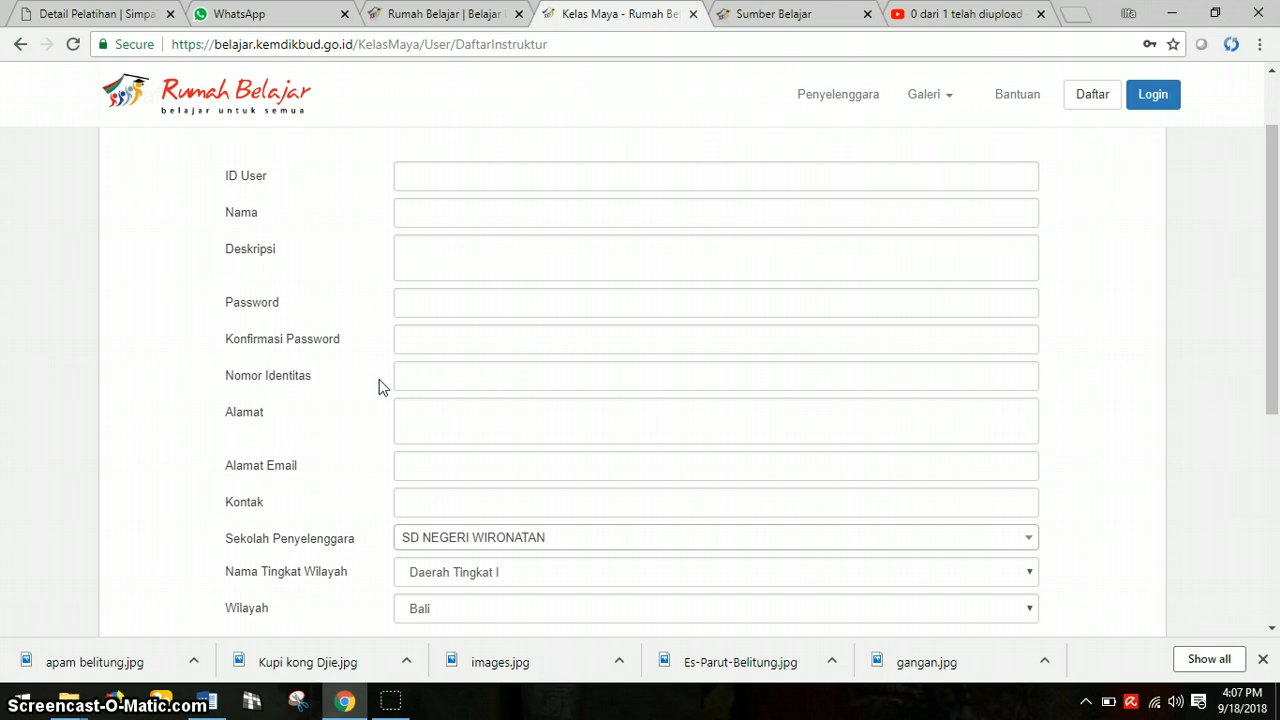 Detail Pelatihan | Simpa
WhatsApp
Rumah Belajar | Belajar
Kelas Maya - Rumah Be
Sumber Belajar
0 dari 1 telah diupload
Secure
https://belajar.kemdikbud.go.id/KelasMaya/User/DaftarInstruktur
Rumah Belajar
belajar untuk semua
Penyelenggara
Galeri
Bantuan
Daftar
Login
ID User
Nama
Deskripsi
Password
Konfirmasi Password
Nomor Identitas
Alamat
Alamat Email
Kontak
Sekolah Penyelenggara
SD NEGERI WIRONATAN
Nama Tingkat Wilayah
Daerah Tingkat I
Wilayah
Bali
apam belitung.jpg
Kupi kong Djie.jpg
images.jpg
Es-Parut-Belitung.jpg
gangan.jpg
Show all
Screencast-O-Matic.com
4:07 PM
9/18/2018